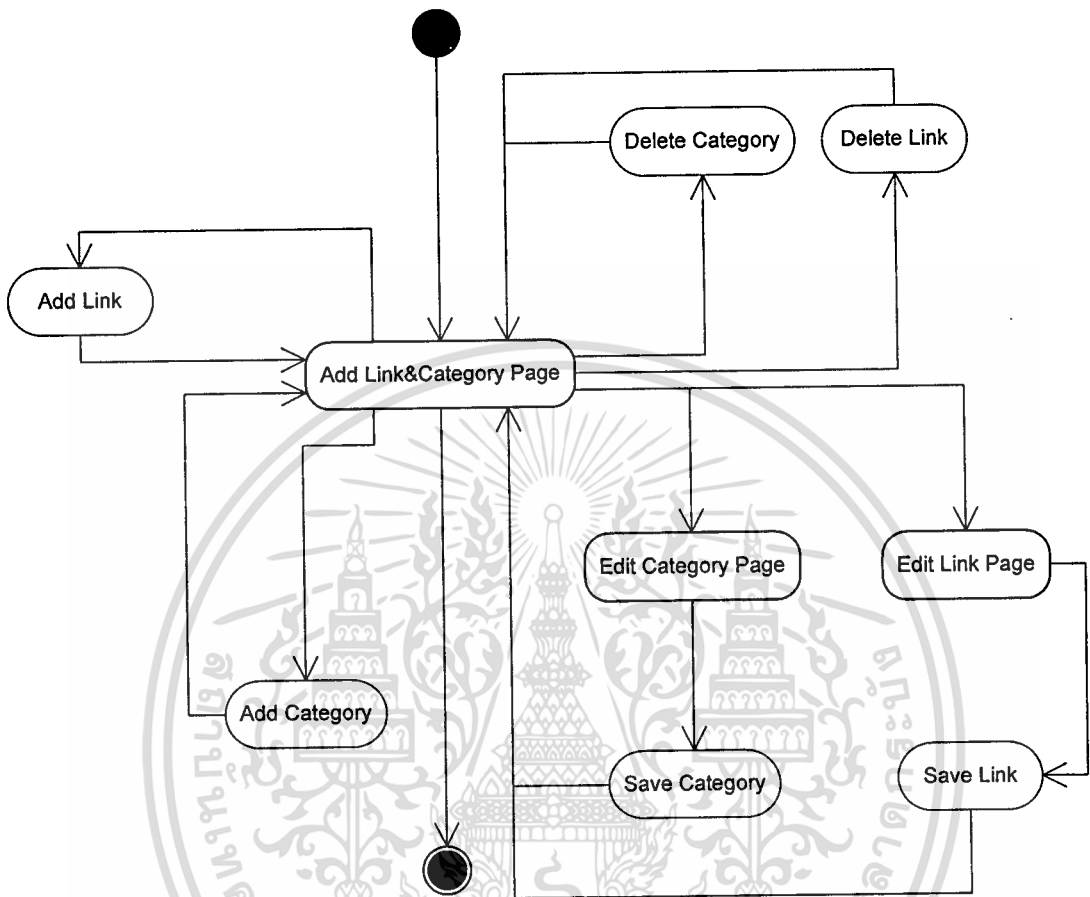 Delete Category
Delete Link
Add Link
Add Link&Category Page
Edit Category Page
Edit Link Page
Add Category
Save Category
Save Link